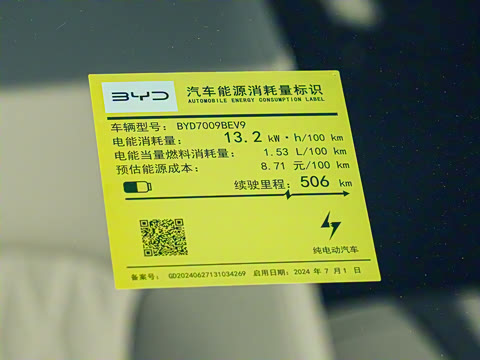 BYD 汽车能源消耗量标识
AUTOMOBILE ENERGY CONSUMPTION LABEL
车辆型号: BYD7009BEV9
电能消耗量: 13.2 kW·h/100 km
电能当量燃料消耗量: 1.53 L/100 km
预估能源成本: 8.71 元/100 km
续驶里程: 506 km
纯电动汽车
备案号: GD20240627131034269 启用日期: 2024 年 7 月 1 日